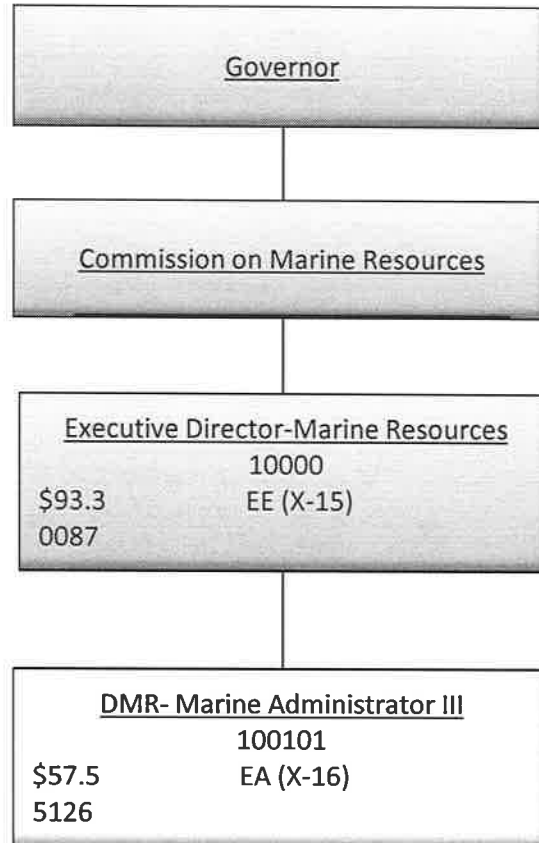 Governor
Commission on Marine Resources
Executive Director-Marine Resources
10000
$93.3 EE (X-15)
0087
DMR- Marine Administrator III
100101
$57.5 EA (X-16)
5126